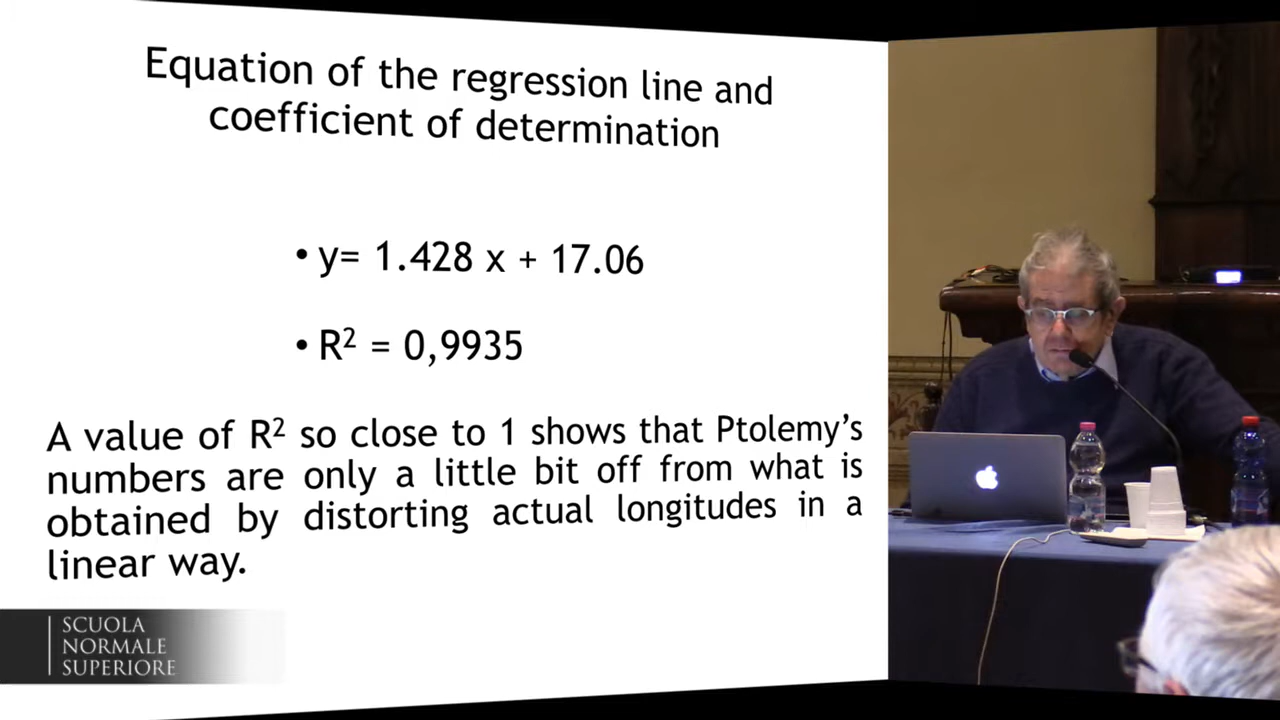 Equation of the regression line and
coefficient of determination
• y= 1.428 x + 17.06
• R² = 0,9935
A value of R² so close to 1 shows that Ptolemy’s
numbers are only a little bit off from what is
obtained by distorting actual longitudes in a
linear way.
SCUOLA
NORMALE
SUPERIORE